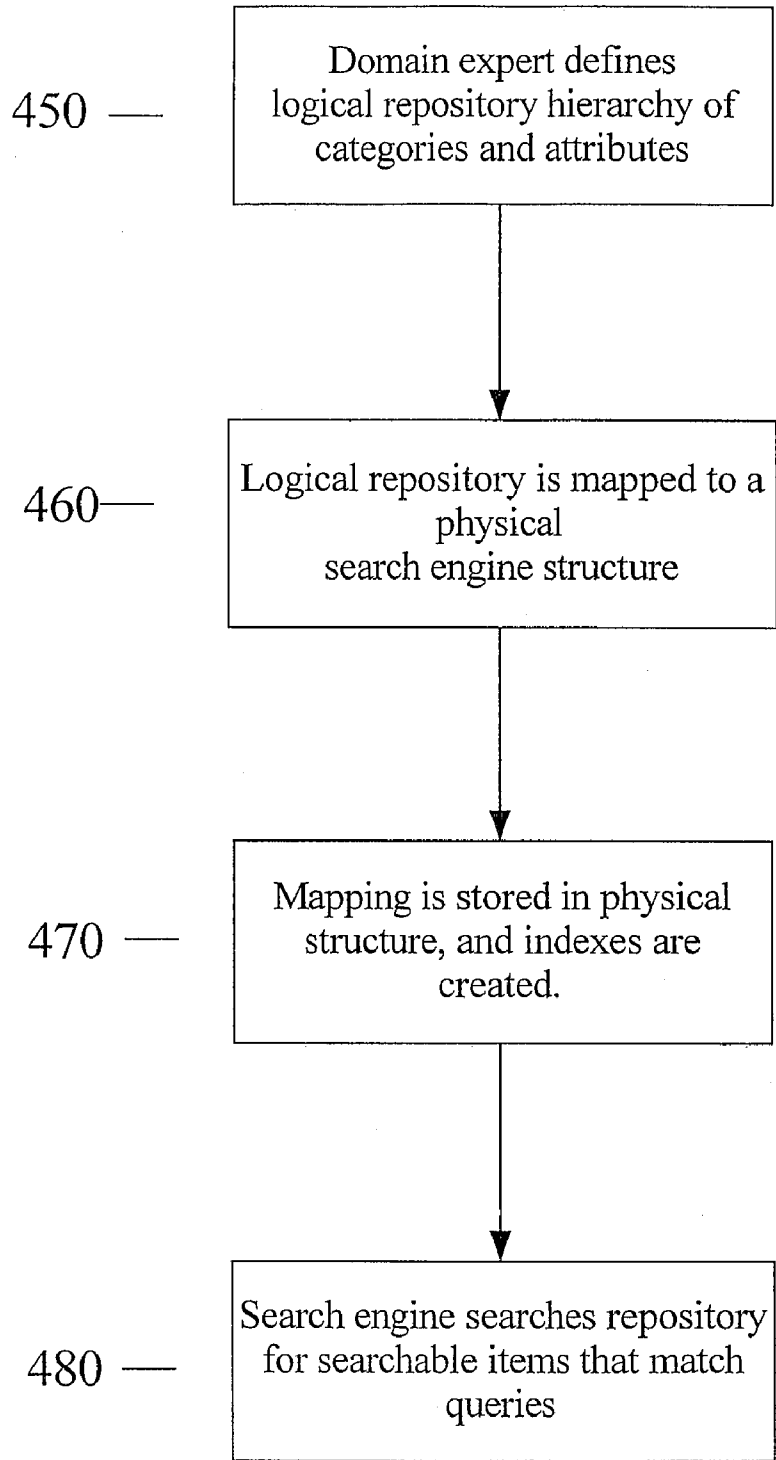 450 —
Domain expert defines
logical repository hierarchy of
categories and attributes
460 —
Logical repository is mapped to a
physical
search engine structure
470 —
Mapping is stored in physical
structure, and indexes are
created.
480 —
Search engine searches repository
for searchable items that match
queries